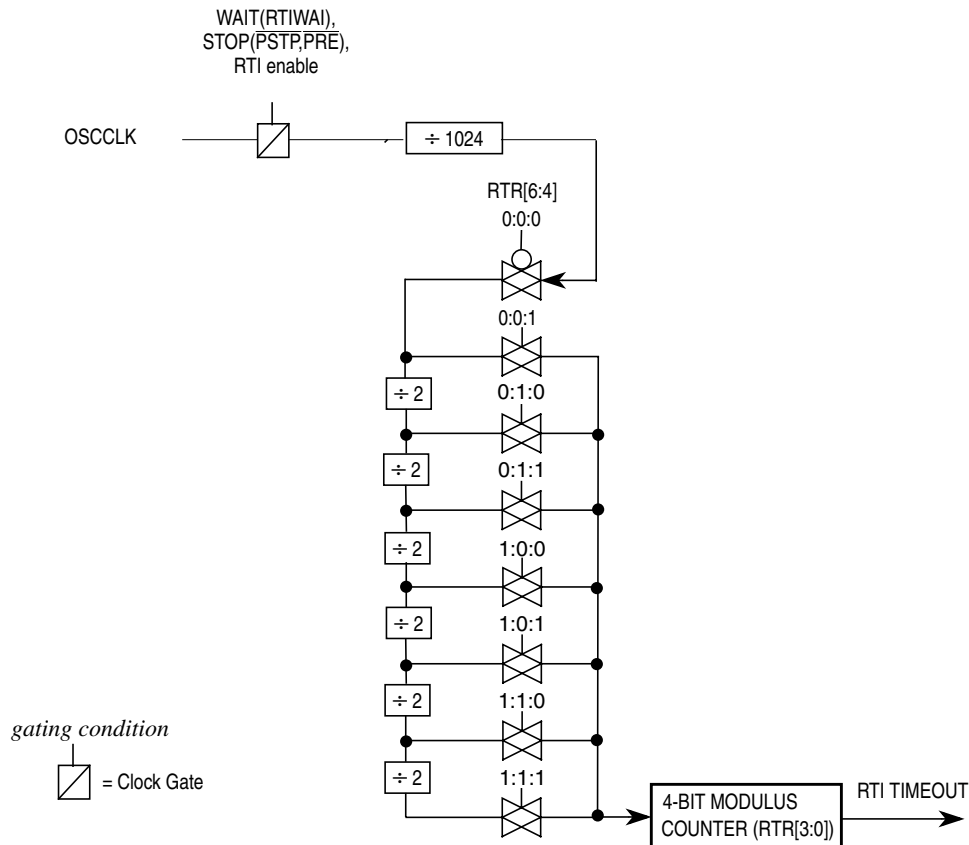 WAIT(RTIWAI),
STOP(PSTP,PRE),
RTI enable
OSCCLK
÷ 1024
RTR[6:4]
0:0:0
0:0:1
÷ 2
0:1:0
÷ 2
0:1:1
÷ 2
1:0:0
÷ 2
1:0:1
÷ 2
1:1:0
÷ 2
1:1:1
gating condition
= Clock Gate
4-BIT MODULUS
COUNTER (RTR[3:0])
RTI TIMEOUT